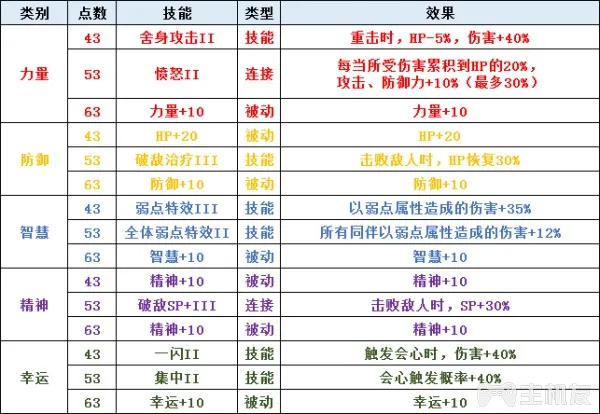 类别 点数 技能 类型 效果
力量 43 舍身攻击II 技能 重击时，HP-5%，伤害+40%
53 愤怒II 连接 每当所受伤害累积到HP的20%，
攻击、防御力+10%（最多30%）
63 力量+10 被动 力量+10
防御 43 HP+20 被动 HP+20
53 破敌治疗III 技能 击败敌人时，HP恢复30%
63 防御+10 被动 防御+10
智慧 43 弱点特效III 技能 以弱点属性造成的伤害+35%
53 全体弱点特效II 技能 所有同伴以弱点属性造成的伤害+12%
63 智慧+10 被动 智慧+10
精神 43 精神+10 被动 精神+10
53 破敌SP+III 连接 击败敌人时，SP+30%
63 精神+10 被动 精神+10
幸运 43 一闪II 技能 触发会心时，伤害+40%
53 集中II 技能 会心触发概率+40%
63 幸运+10 被动 幸运+10
主机友